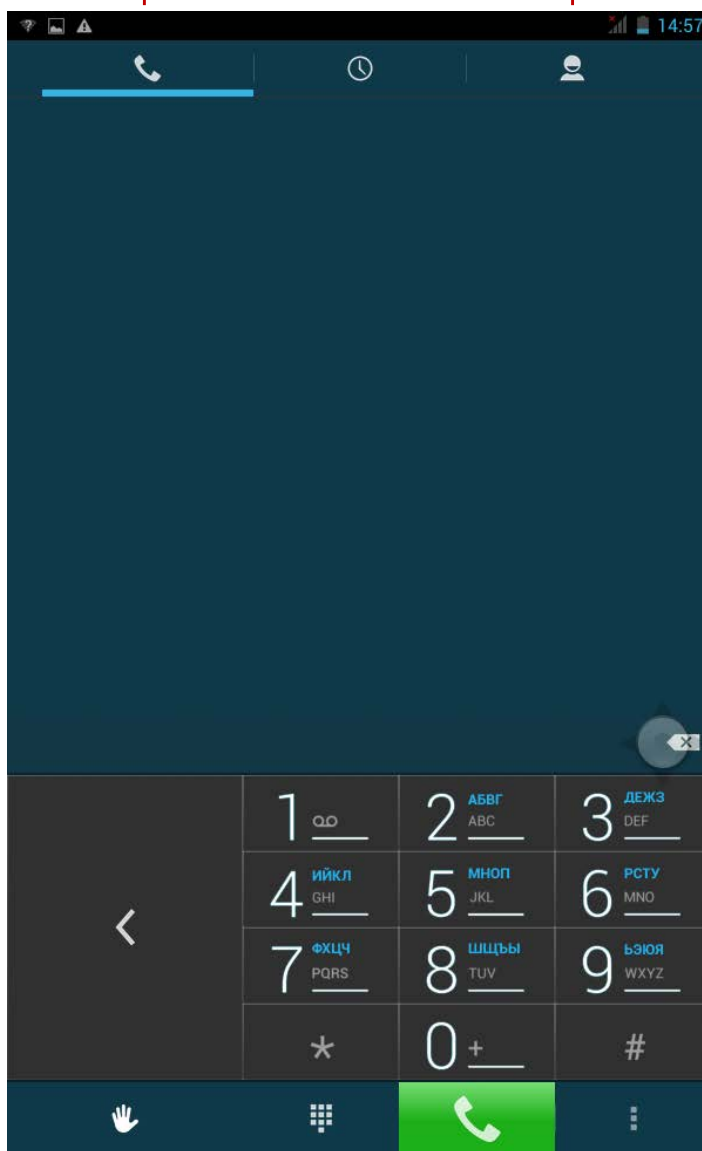 14:57
1 2 АБВГ 3 ДЕЖЗ
ABC DEF
4 ИЙКЛ 5 МНОП 6 РСТУ
GHI JKL MNO
7 ФХЦЧ 8 ШЩЪЫ 9 ЬЭЮЯ
PQRS TUV WXYZ
* 0 + #